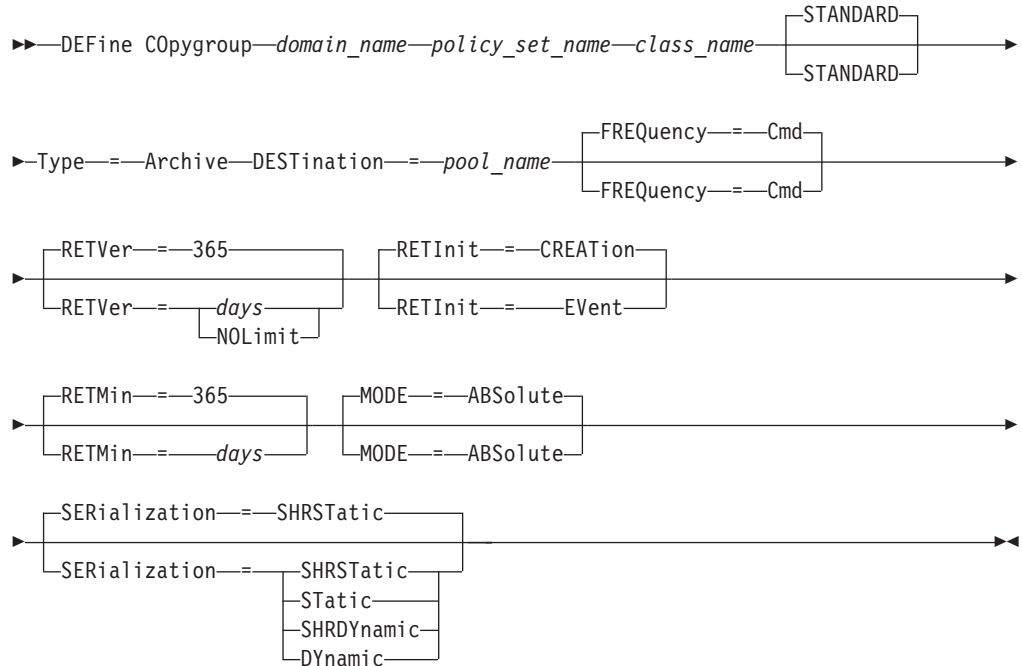 STANDARD
DEFine COpygroup domain_name policy_set_name class_name
STANDARD
FREQuency = Cmd
Type = Archive DESTination = pool_name
FREQuency = Cmd
RETVer = 365 RETInit = CREATion
RETVer = days RETInit = EVent
NOLimit
RETMin = 365 MODE = ABSolute
RETMin = days MODE = ABSolute
SERialization = SHRSTatic
SERialization = SHRSTatic
STatic
SHRDYnamic
DYnamic